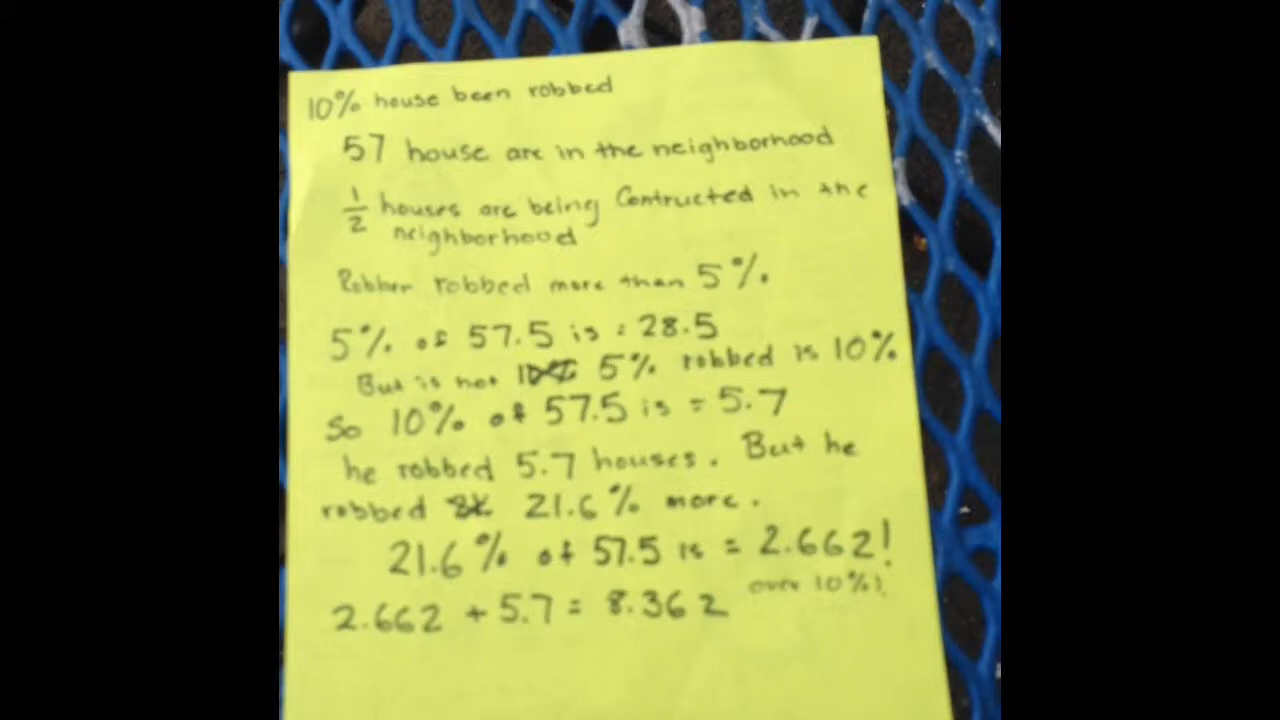 10% house been robbed
57 house are in the neighborhood
1/2 houses are being Contructed in the
neighborhood
Robber robbed more than 5%.
5% of 57.5 is : 28.5
But is not 5% robbed is 10%
So 10% of 57.5 is = 5.7
he robbed 5.7 houses. But he
robbed 21.6% more.
21.6% of 57.5 is = 2.662!
over 10%!
2.662 + 5.7 = 8.362